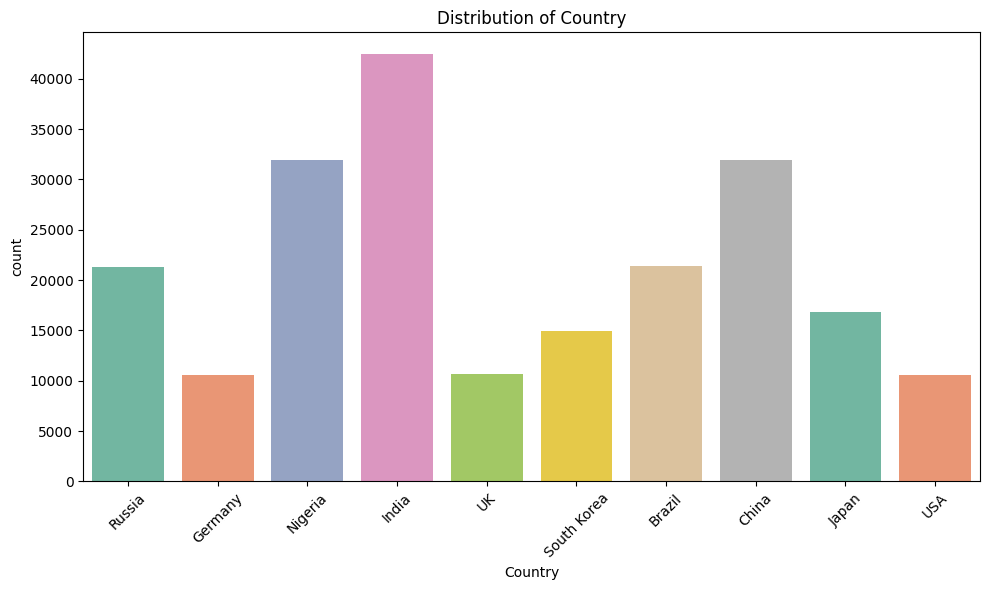 Distribution of Country
count
40000
35000
30000
25000
20000
15000
10000
5000
0
Russia
Germany
Nigeria
India
UK
South Korea
Brazil
China
Japan
USA
Country